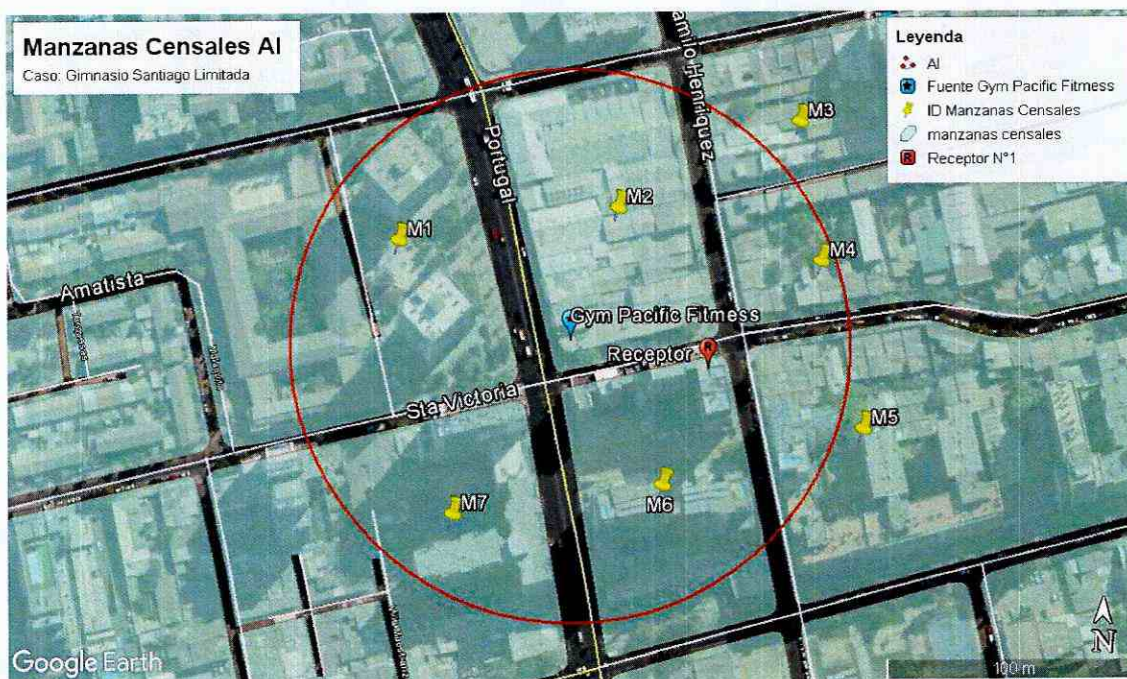 Manzanas Censales AI
Caso: Gimnasio Santiago Limitada
Leyenda
AI
Fuente Gym Pacific Fitmess
ID Manzanas Censales
manzanas censales
Receptor N°1
amilo Henriquez
Portugal
M3
M2
M1
M4
Amatista
Gym Pacific Fitmess
Receptor
R
Sta Victoria
M5
M6
M7
Google Earth
N
100 m